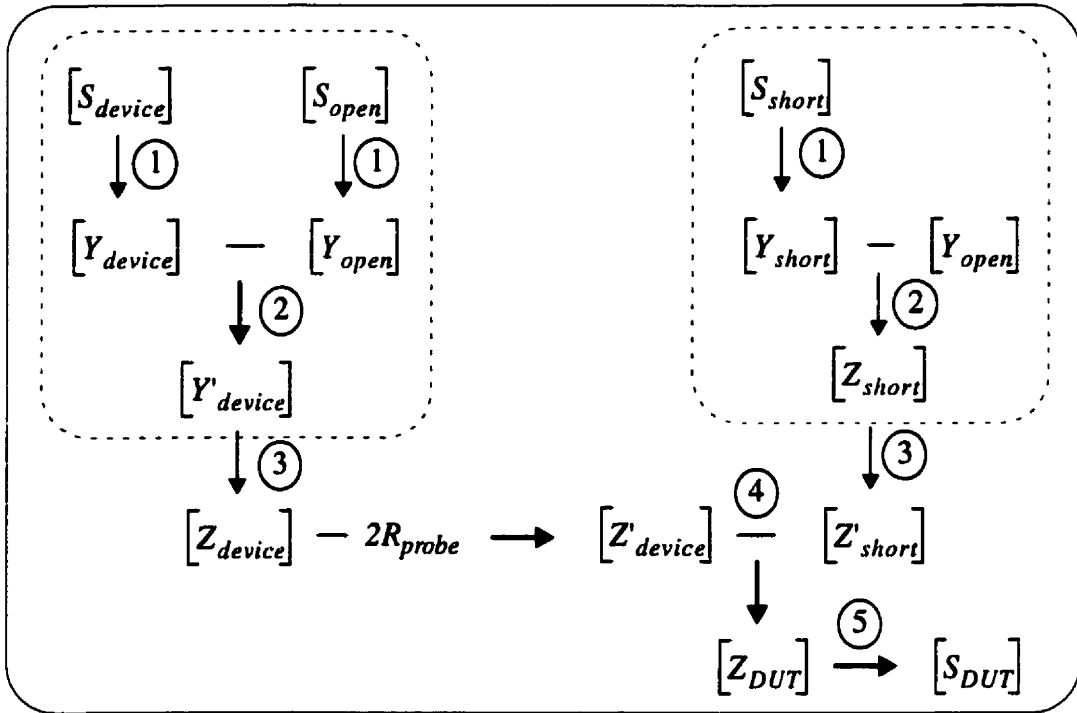 [S_device] [S_open] [S_short]
① ① ①
[Y_device] − [Y_open] [Y_short] − [Y_open]
② ②
[Y'_device] [Z_short]
③ ③
④
[Z_device] − 2R_probe → [Z'_device] − [Z'_short]
⑤
[Z_DUT] → [S_DUT]